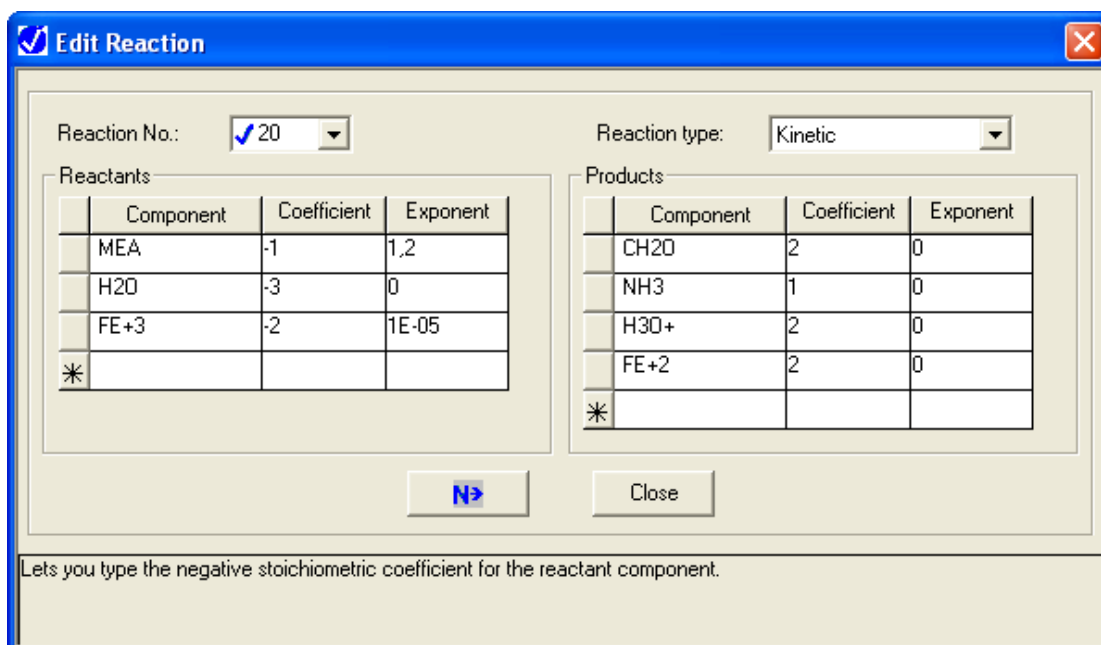 Edit Reaction
Reaction No.: 20 Reaction type: Kinetic
Reactants Products
Component Coefficient Exponent Component Coefficient Exponent
MEA -1 1,2 CH2O 2 0
H2O -3 0 NH3 1 0
FE+3 -2 1E-05 H3O+ 2 0
FE+2 2 0
N Close
Lets you type the negative stoichiometric coefficient for the reactant component.